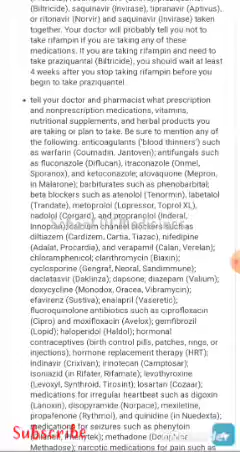 (Biltricide), saquinavir (Invirase), tipranavir (Aptivus),
or ritonavir (Norvir) and saquinavir (Invirase) taken
together. Your doctor will probably tell you not to
take rifampin if you are taking any of these
medications. If you are taking rifampin and need to
take praziquantal (Biltricide), you should wait at least
4 weeks after you stop taking rifampin before you
begin to take praziquantel.
• tell your doctor and pharmacist what prescription
and nonprescription medications, vitamins,
nutritional supplements, and herbal products you
are taking or plan to take. Be sure to mention any of
the following: anticoagulants ('blood thinners') such
as warfarin (Coumadin, Jantoven); antifungals such
as fluconazole (Diflucan), itraconazole (Onmel,
Sporanox), and ketoconazole; atovaquone (Mepron,
in Malarone); barbiturates such as phenobarbital;
beta blockers such as atenolol (Tenormin), labetalol
(Trandate), metoprolol (Lopressor, Toprol XL),
nadolol (Corgard), and propranolol (Inderal,
Innopran); calcium channel blockers such as
diltiazem (Cardizem, Cartia, Tiazac), nifedipine
(Adalat, Procardia), and verapamil (Calan, Verelan);
chloramphenicol; clarithromycin (Biaxin);
cyclosporine (Gengraf, Neoral, Sandimmune);
daclatasvir (Daklinza); dapsone; diazepam (Valium);
doxycycline (Monodox, Oracea, Vibramycin);
efavirenz (Sustiva); enalapril (Vaseretic);
fluoroquinolone antibiotics such as ciprofloxacin
(Cipro) and moxifloxacin (Avelox); gemfibrozil
(Lopid); haloperidol (Haldol); hormonal
contraceptives (birth control pills, patches, rings, or
injections); hormone replacement therapy (HRT);
indinavir (Crixivan); irinotecan (Camptosar);
isoniazid (in Rifater, Rifamate); levothyroxine
(Levoxyl, Synthroid, Tirosint); losartan (Cozaar);
medications for irregular heartbeat such as digoxin
(Lanoxin), disopyramide (Norpace), mexiletine,
propafenone (Rythmol), and quinidine (in Nuedexta);
medications for seizures such as phenytoin
Phenytek); methadone
Methadose); narcotic medications for pain such as
Subscribe